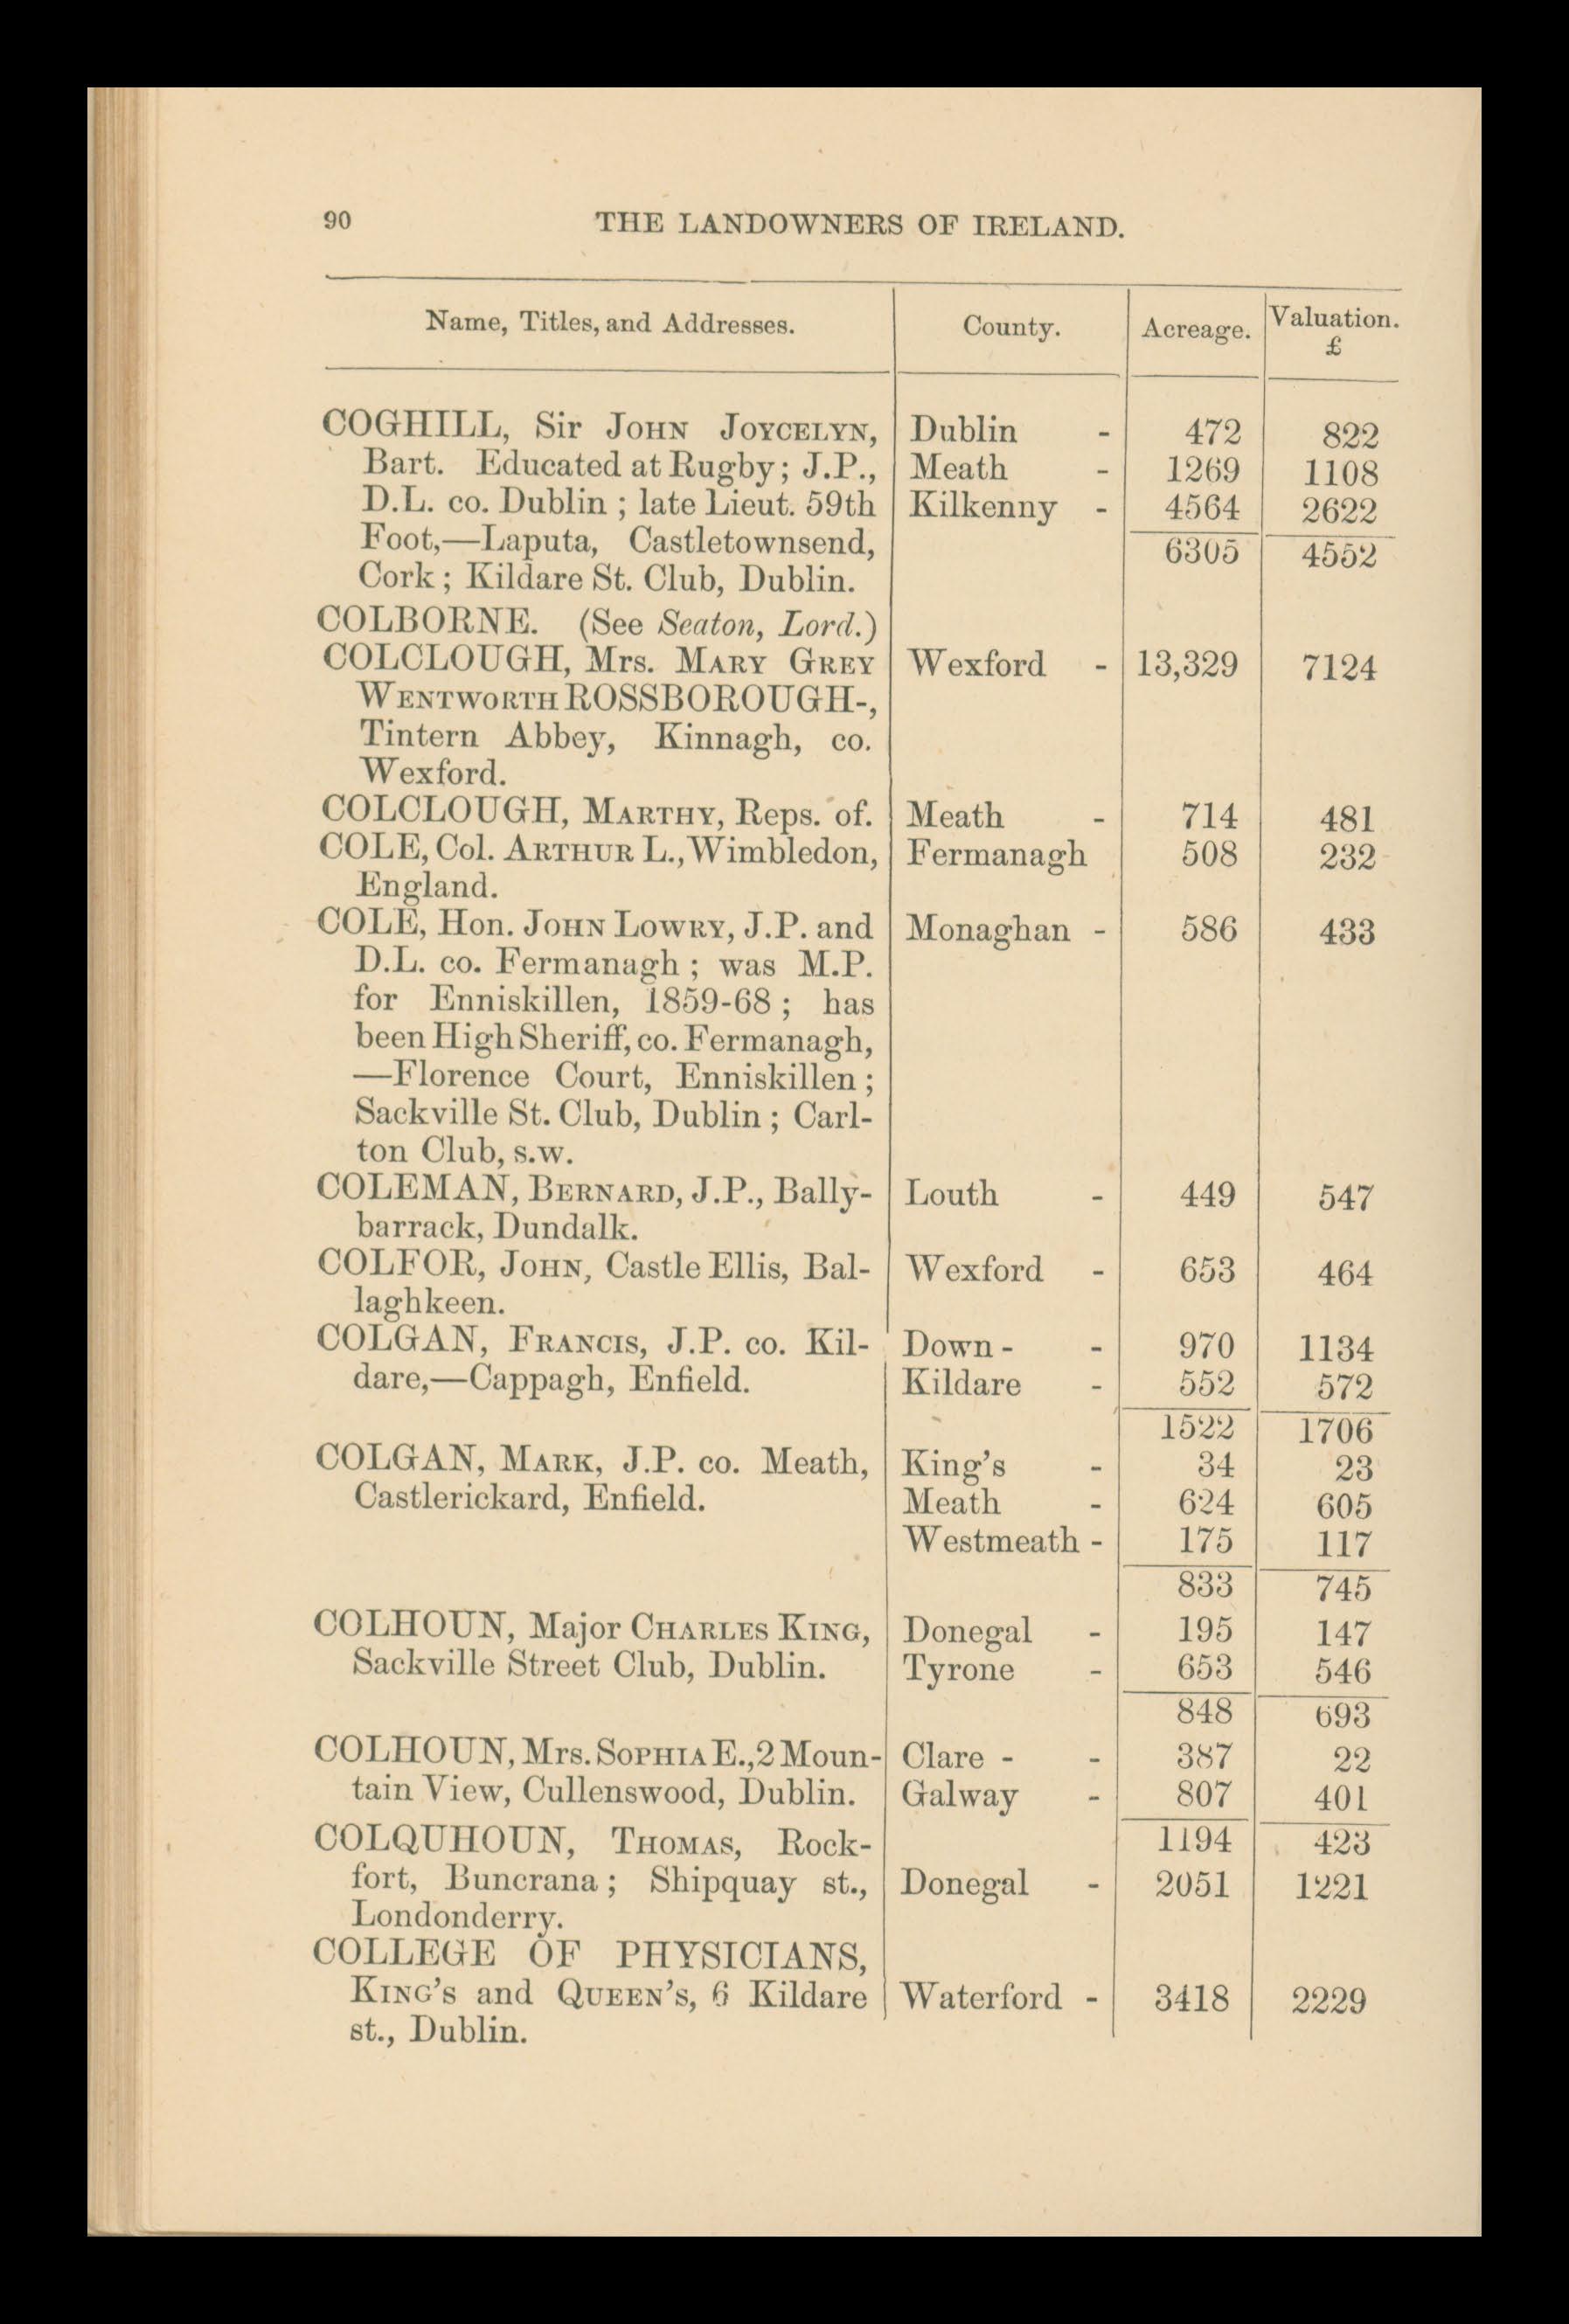 90 THE LANDOWNERS OF IRELAND.
Name, Titles, and Addresses. County. Acreage. Valuation.
£
COGHILL, Sir JOHN JOYCELYN, Dublin - 472 822
Bart. Educated at Rugby; J.P., Meath - 1269 1108
D.L. co. Dublin ; late Lieut. 59th Kilkenny - 4564 2622
Foot,—Laputa, Castletownsend, 6305 4552
Cork ; Kildare St. Club, Dublin.
COLBORNE. (See Seaton, Lord.)
COLCLOUGH, Mrs. MARY GREY Wexford - 13,329 7124
WENTWORTH ROSSBOROUGH-,
Tintern Abbey, Kinnagh, co.
Wexford.
COLCLOUGH, MARTHY, Reps. of. Meath - 714 481
COLE, Col. ARTHUR L., Wimbledon, Fermanagh 508 232
England.
COLE, Hon. JOHN LOWRY, J.P. and Monaghan - 586 433
D.L. co. Fermanagh ; was M.P.
for Enniskillen, 1859-68 ; has
been High Sheriff, co. Fermanagh,
—Florence Court, Enniskillen ;
Sackville St. Club, Dublin ; Carl-
ton Club, s.w.
COLEMAN, BERNARD, J.P., Bally- Louth - 449 547
barrack, Dundalk.
COLFOR, JOHN, Castle Ellis, Bal- Wexford - 653 464
laghkeen.
COLGAN, FRANCIS, J.P. co. Kil- Down - - 970 1134
dare,—Cappagh, Enfield. Kildare - 552 572
1522 1706
COLGAN, MARK, J.P. co. Meath, King's - 34 23
Castlerickard, Enfield. Meath - 624 605
Westmeath - 175 117
833 745
COLHOUN, Major CHARLES KING, Donegal - 195 147
Sackville Street Club, Dublin. Tyrone - 653 546
848 693
COLHOUN, Mrs. SOPHIA E., 2 Moun- Clare - - 387 22
tain View, Cullenswood, Dublin. Galway - 807 401
COLQUHOUN, THOMAS, Rock- 1194 423
fort, Buncrana ; Shipquay st., Donegal - 2051 1221
Londonderry.
COLLEGE OF PHYSICIANS,
KING'S and QUEEN'S, 6 Kildare Waterford - 3418 2229
st., Dublin.